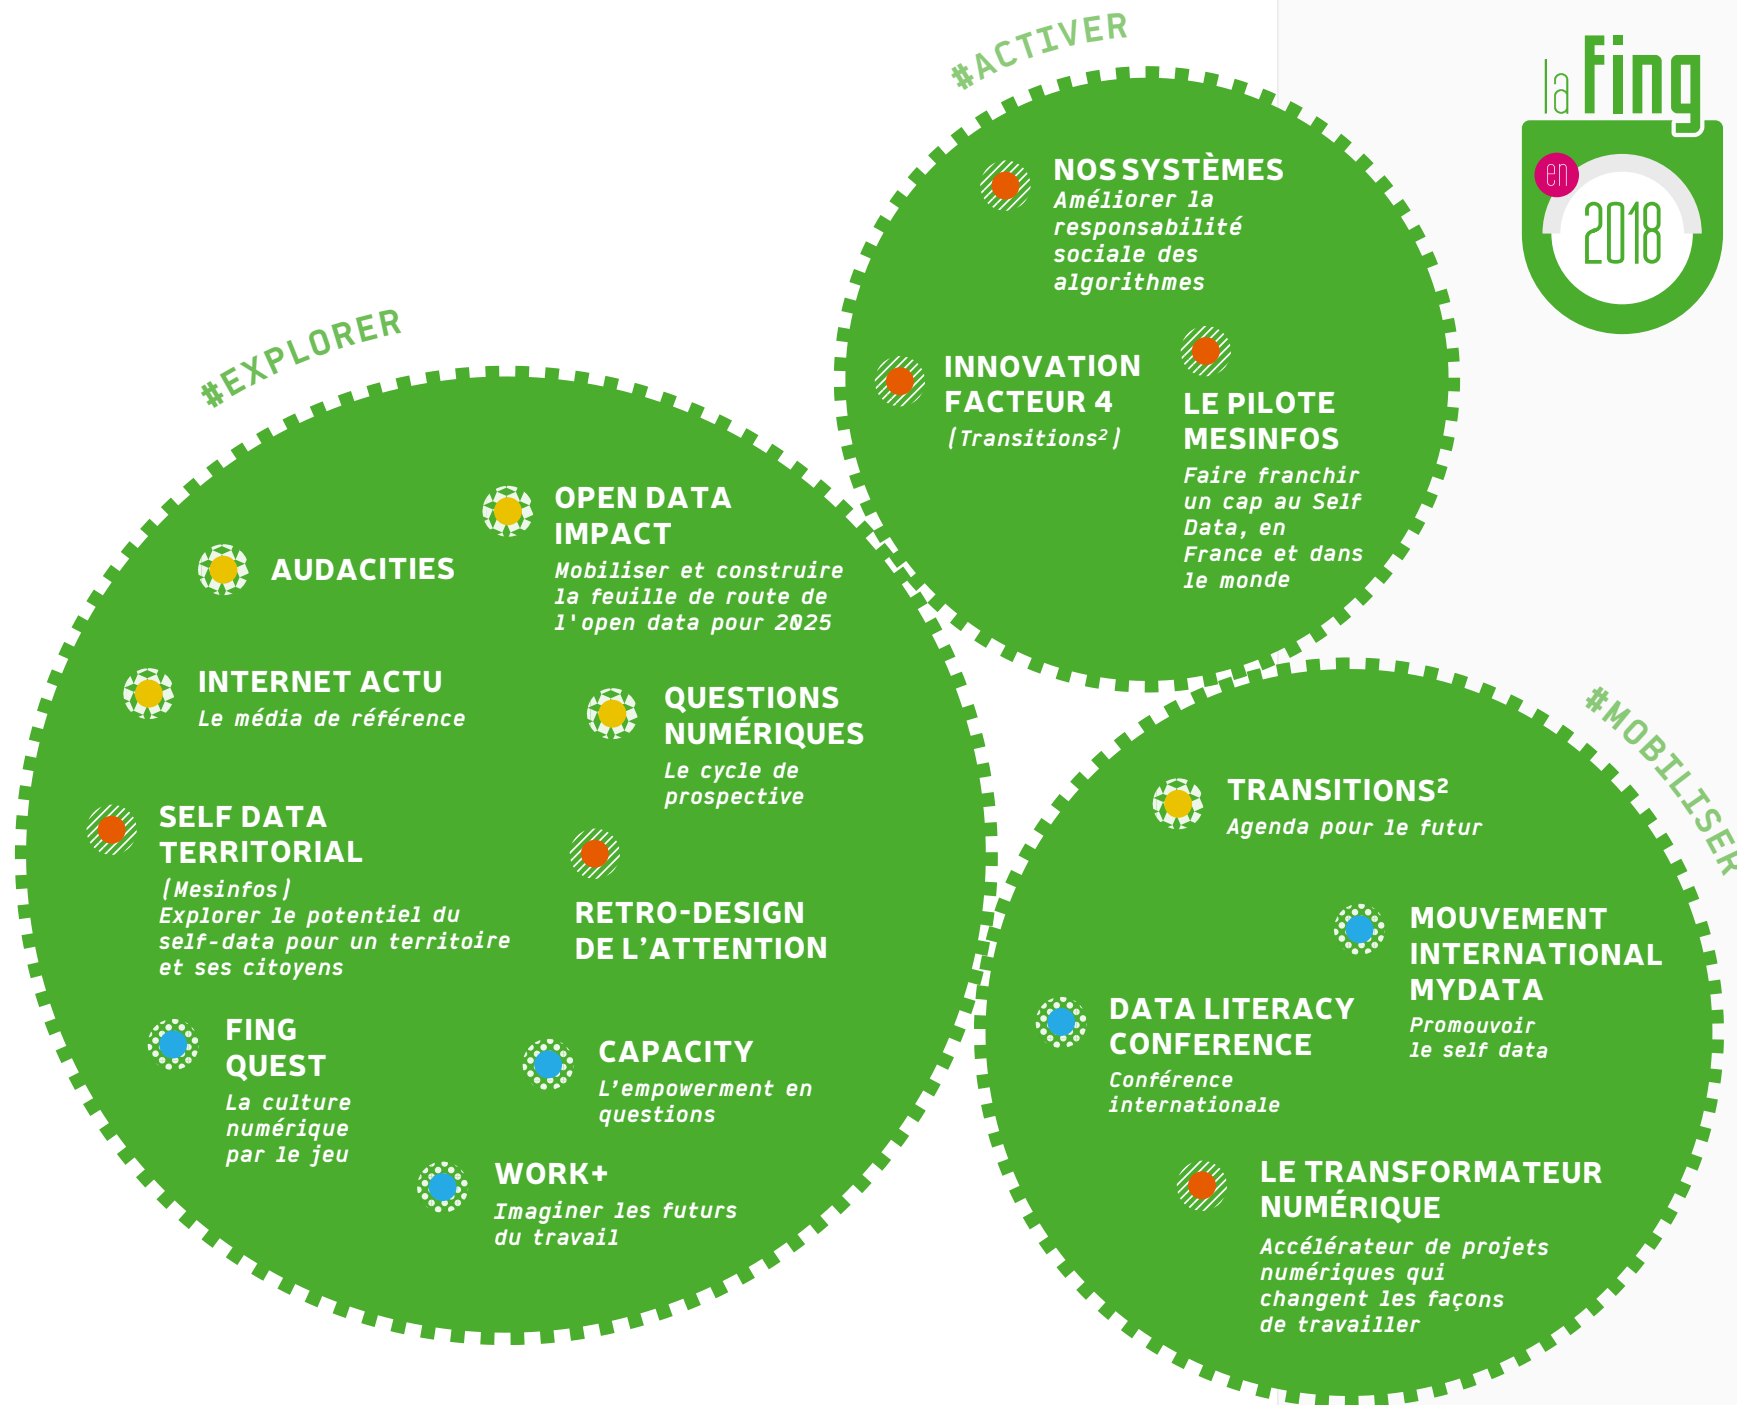 #ACTIVER
la fing
en
2018
NOS SYSTÈMES
Améliorer la
responsabilité
sociale des
algorithmes
INNOVATION
FACTEUR 4
(Transitions²)
LE PILOTE
MESINFOS
Faire franchir
un cap au Self
Data, en
France et dans
le monde
#EXPLORER
OPEN DATA
IMPACT
Mobiliser et construire
la feuille de route de
l'open data pour 2025
AUDACITIES
INTERNET ACTU
Le média de référence
QUESTIONS
NUMÉRIQUES
Le cycle de
prospective
SELF DATA
TERRITORIAL
(Mesinfos)
Explorer le potentiel du
self-data pour un territoire
et ses citoyens
RETRO-DESIGN
DE L’ATTENTION
FING
QUEST
La culture
numérique
par le jeu
CAPACITY
L’empowerment en
questions
WORK+
Imaginer les futurs
du travail
#MOBILISER
TRANSITIONS²
Agenda pour le futur
MOUVEMENT
INTERNATIONAL
MYDATA
Promouvoir
le self data
DATA LITERACY
CONFERENCE
Conférence
internationale
LE TRANSFORMATEUR
NUMÉRIQUE
Accélérateur de projets
numériques qui
changent les façons
de travailler